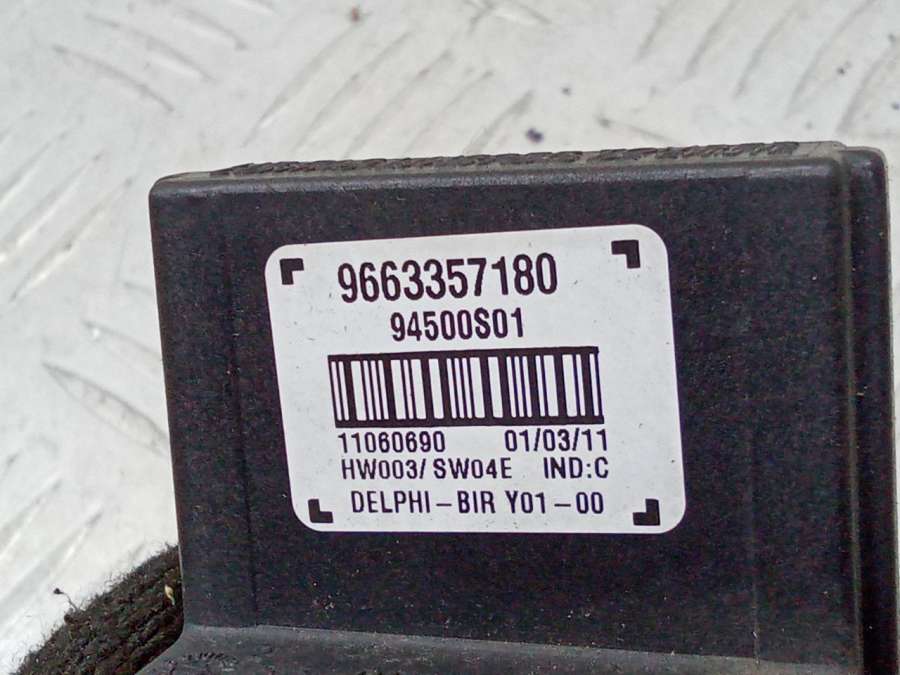 9663357180
94500S01
11060690 01/03/11
HW003/ SW04E IND:C
DELPHI-BIR Y01-00